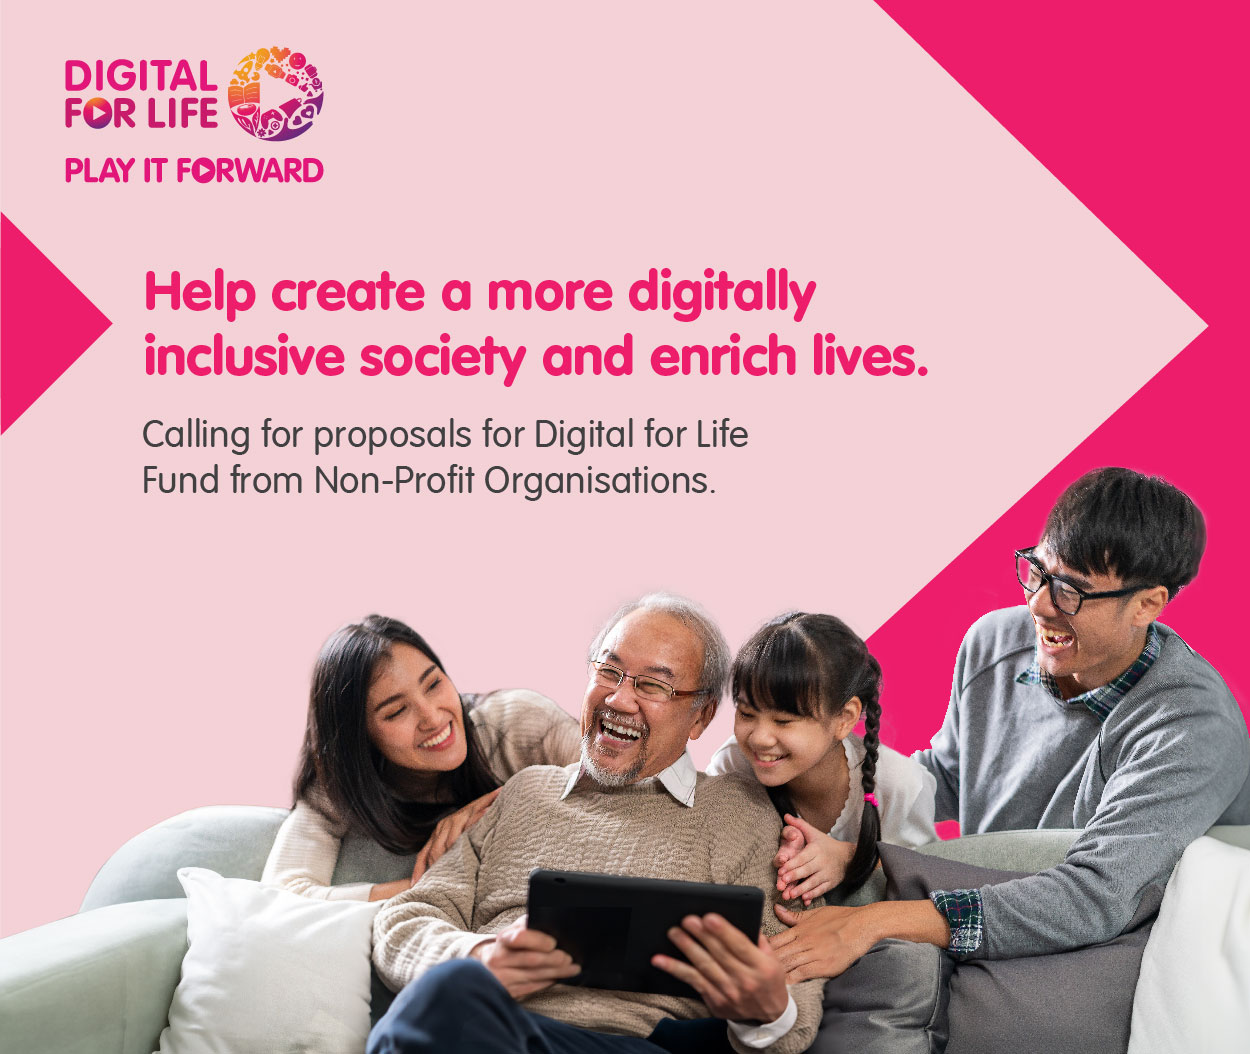 DIGITAL
FOR LIFE
PLAY IT FORWARD
Help create a more digitally
inclusive society and enrich lives.
Calling for proposals for Digital for Life
Fund from Non-Profit Organisations.